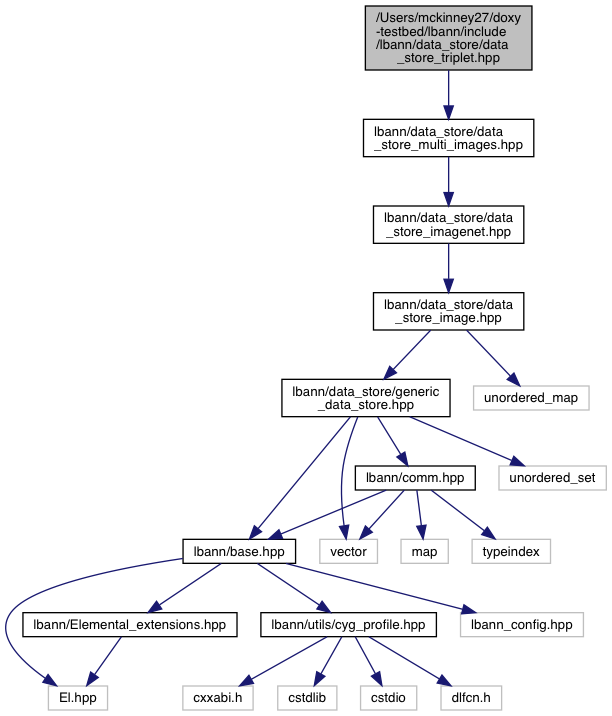 /Users/mckinney27/doxy
-testbed/lbann/include
/lbann/data_store/data
_store_triplet.hpp
lbann/data_store/data
_store_multi_images.hpp
lbann/data_store/data
_store_imagenet.hpp
lbann/data_store/data
_store_image.hpp
lbann/data_store/generic
_data_store.hpp
unordered_map
lbann/comm.hpp
unordered_set
lbann/base.hpp
vector
map
typeindex
lbann/Elemental_extensions.hpp
lbann/utils/cyg_profile.hpp
lbann_config.hpp
El.hpp
cxxabi.h
cstdlib
cstdio
dlfcn.h